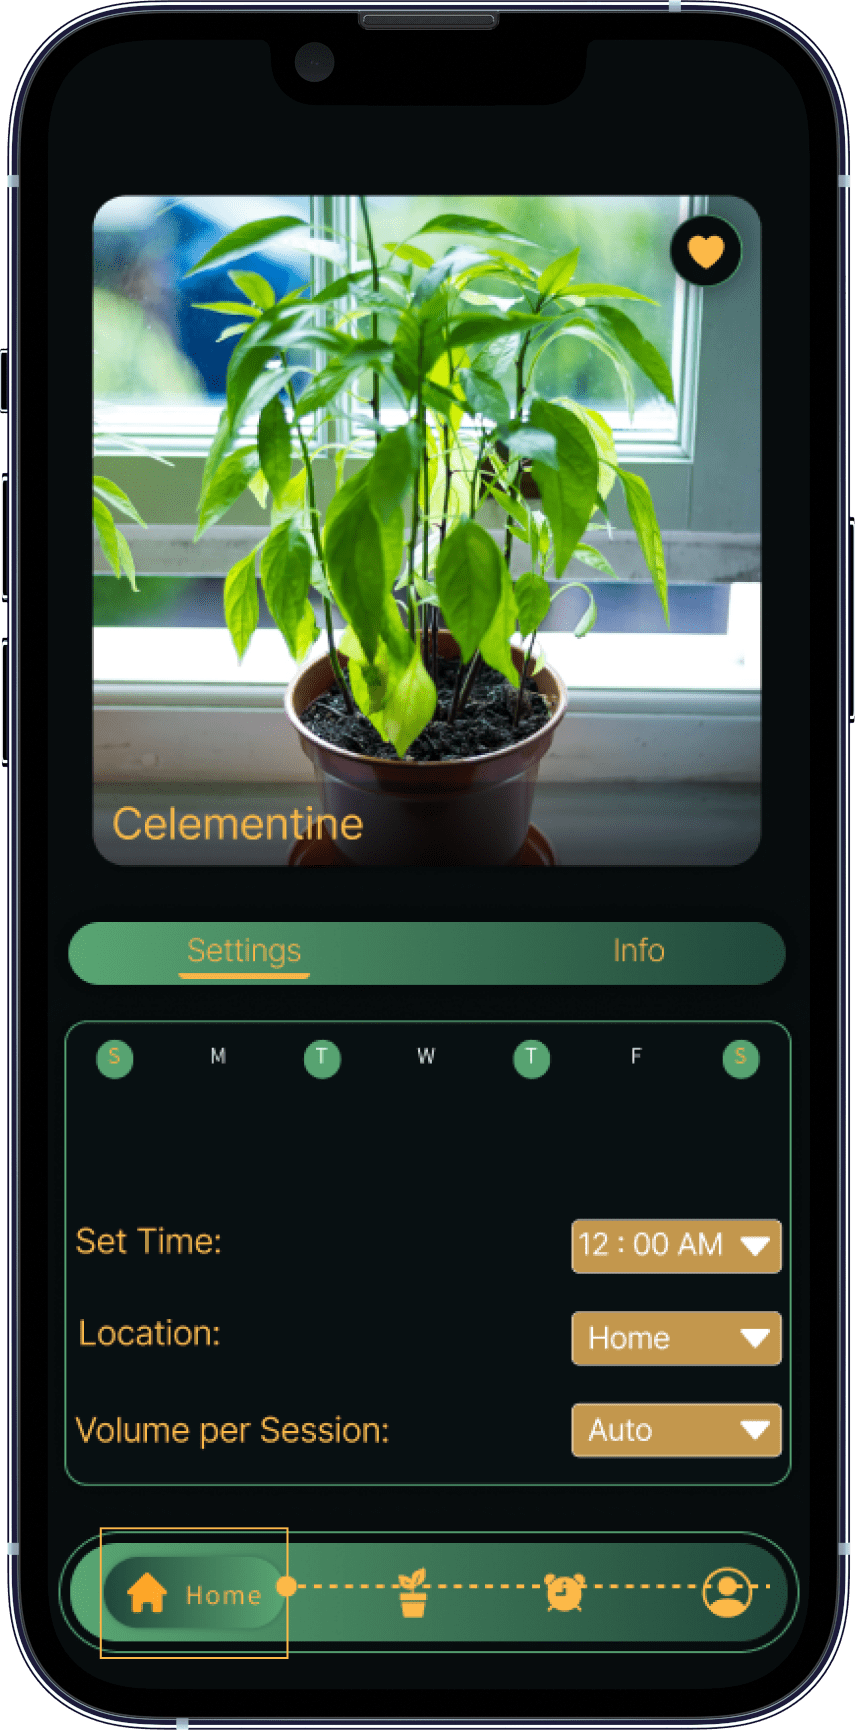 Celementine
Settings Info
S M T W T F S
Set Time: 12 : 00 AM
Location: Home
Volume per Session: Auto
Home